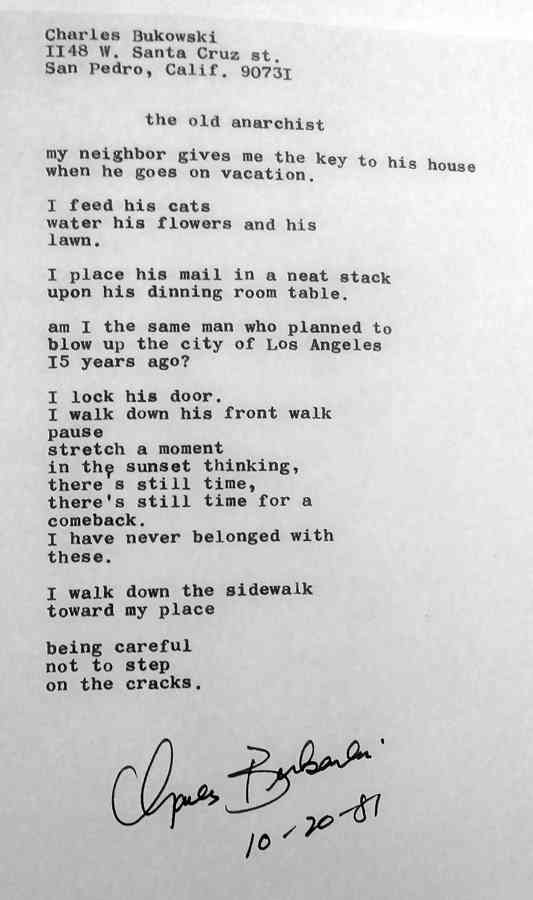 Charles Bukowski
II48 W. Santa Cruz st.
San Pedro, Calif. 9073I
the old anarchist
my neighbor gives me the key to his house
when he goes on vacation.
I feed his cats
water his flowers and his
lawn.
I place his mail in a neat stack
upon his dinning room table.
am I the same man who planned to
blow up the city of Los Angeles
I5 years ago?
I lock his door.
I walk down his front walk
pause
stretch a moment
in the sunset thinking,
there's still time,
there's still time for a
comeback.
I have never belonged with
these.
I walk down the sidewalk
toward my place
being careful
not to step
on the cracks.
Charles Bukowski
10-20-81